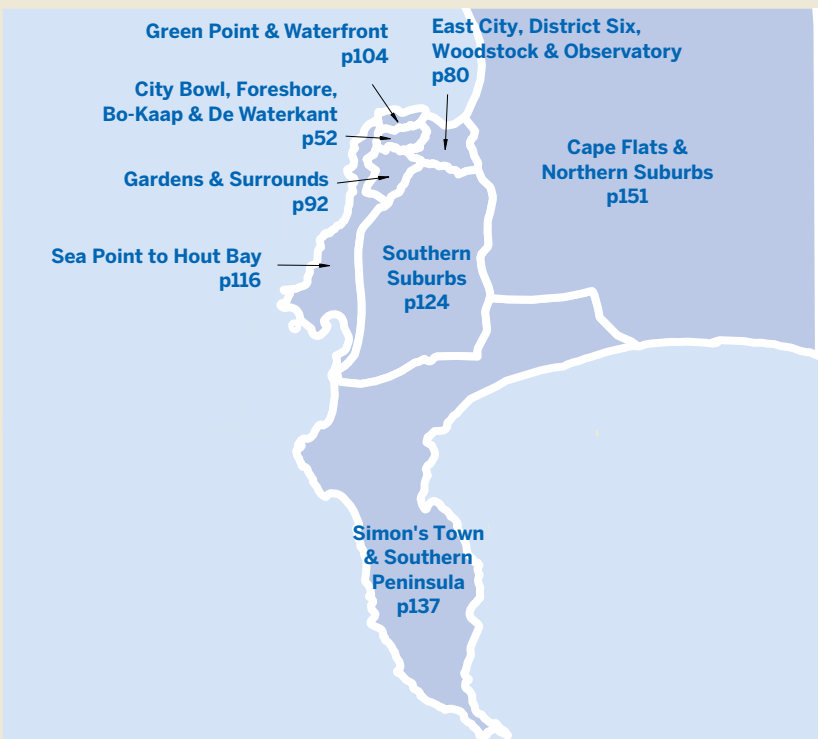 Green Point & Waterfront
p104
East City, District Six,
Woodstock & Observatory
p80
City Bowl, Foreshore,
Bo-Kaap & De Waterkant
p52
Cape Flats &
Northern Suburbs
p151
Gardens & Surrounds
p92
Sea Point to Hout Bay
p116
Southern
Suburbs
p124
Simon's Town
& Southern
Peninsula
p137